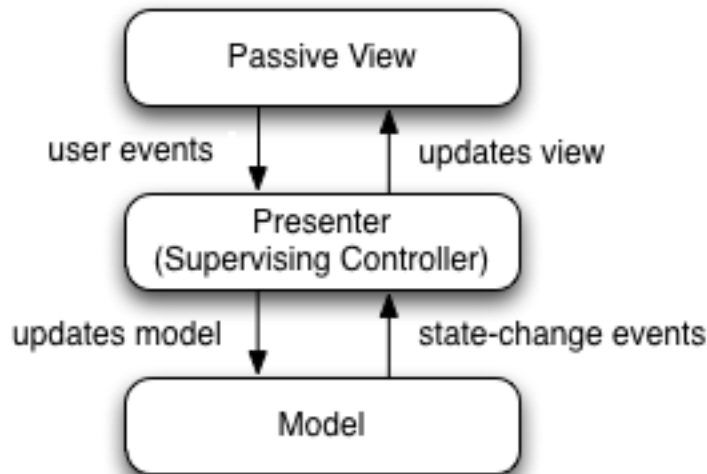 Passive View
user events
updates view
Presenter
(Supervising Controller)
updates model
state-change events
Model